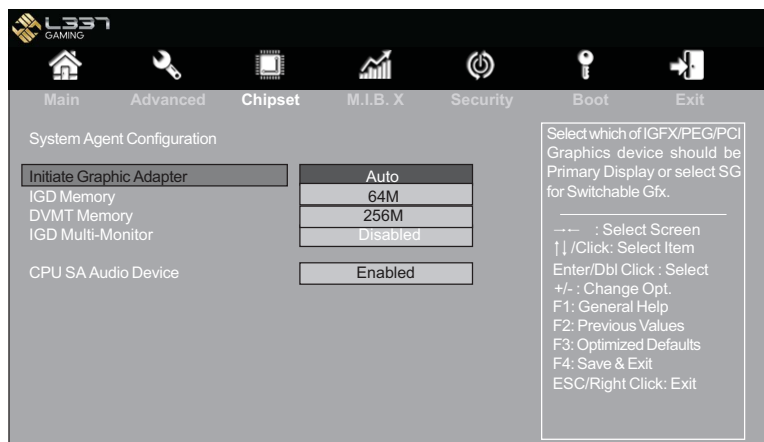 L337
GAMING
Main Advanced Chipset M.I.B. X Security Boot Exit
System Agent Configuration
Initiate Graphic Adapter Auto
IGD Memory 64M
DVMT Memory 256M
IGD Multi-Monitor Disabled
CPU SA Audio Device Enabled
Select which of IGFX/PEG/PCI
Graphics device should be
Primary Display or select SG
for Switchable Gfx.
→← : Select Screen
↑↓/Click: Select Item
Enter/Dbl Click : Select
+/- : Change Opt.
F1: General Help
F2: Previous Values
F3: Optimized Defaults
F4: Save & Exit
ESC/Right Click: Exit